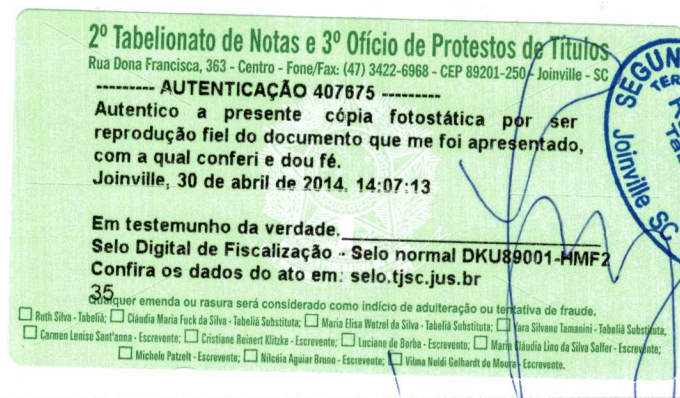 2º Tabelionato de Notas e 3º Ofício de Protestos de Títulos
Rua Dona Francisca, 363 - Centro - Fone/Fax: (47) 3422-6968 - CEP 89201-250 - Joinville - SC
--------- AUTENTICAÇÃO 407675 ---------
Autentico a presente cópia fotostática por ser
reprodução fiel do documento que me foi apresentado,
com a qual conferi e dou fé.
Joinville, 30 de abril de 2014. 14:07:13
Em testemunho da verdade.
Selo Digital de Fiscalização - Selo normal DKU89001-HMF2
Confira os dados do ato em: selo.tjsc.jus.br
35
Qualquer emenda ou rasura será considerado como indício de adulteração ou tentativa de fraude.
Ruth Silva - Tabeliã; Cláudia Maria Fuck da Silva - Tabeliã Substituta; Maria Elisa Wetzel da Silva - Tabeliã Substituta; Yara Silvane Tamanini - Tabeliã Substituta,
Carmen Lenise Sant'anna - Escrevente; Cristiane Reinert Klitzke - Escrevente; Luciane de Borba - Escrevente; Maria Cláudia Lino da Silva Salfer - Escrevente;
Michele Patzelt - Escrevente; Nilcéia Aguiar Bruno - Escrevente; Vilma Neldi Gelhardt de Moura - Escrevente.
Joinville SC